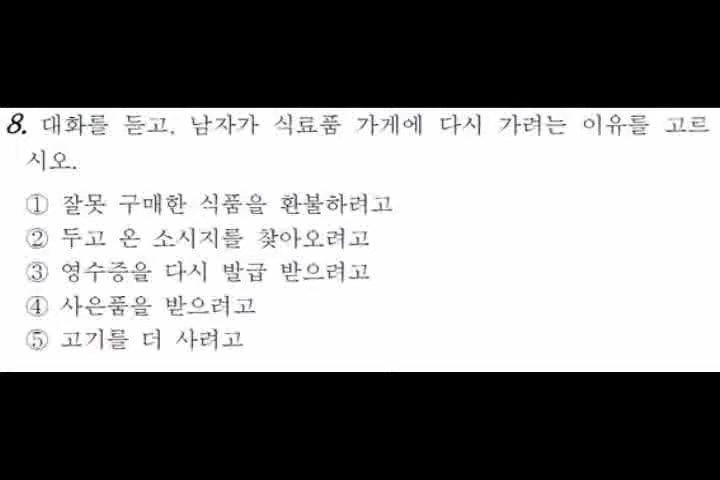 8. 대화를 듣고, 남자가 식료품 가게에 다시 가려는 이유를 고르
시오.
① 잘못 구매한 식품을 환불하려고
② 두고 온 소시지를 찾아오려고
③ 영수증을 다시 발급 받으려고
④ 사은품을 받으려고
⑤ 고기를 더 사려고